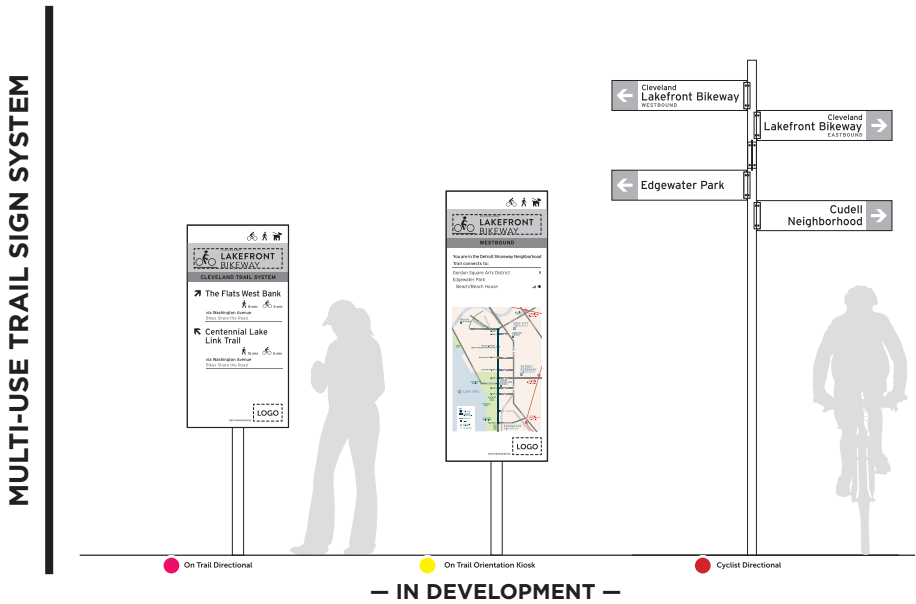 MULTI-USE TRAIL SIGN SYSTEM
LAKEFRONT
BIKEWAY
CLEVELAND TRAIL SYSTEM
The Flats West Bank
via Washington Avenue
Bikes Share the Road
Centennial Lake
Link Trail
via Washington Avenue
Bikes Share the Road
LOGO
LAKEFRONT
BIKEWAY
WESTBOUND
You are in the Detroit Shoreway Neighborhood
Trail connects to:
Gordon Square Arts District
Edgewater Park
Beach/Beach House
LAKE ERIE
LOGO
Cleveland
Lakefront Bikeway
WESTBOUND
Cleveland
Lakefront Bikeway
EASTBOUND
Edgewater Park
Cudell
Neighborhood
On Trail Directional
On Trail Orientation Kiosk
Cyclist Directional
— IN DEVELOPMENT —